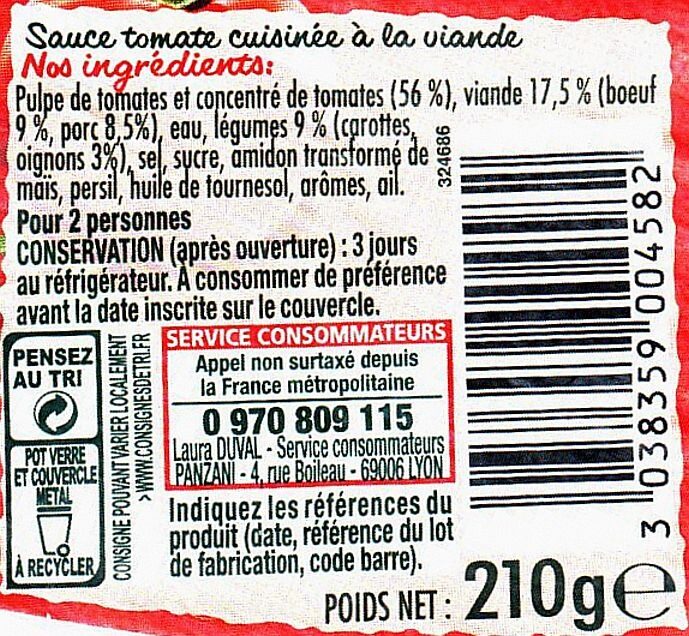 Sauce tomate cuisinée à la viande
Nos ingrédients:
Pulpe de tomates et concentré de tomates (56 %), viande 17,5 % (boeuf
9 %, porc 8,5%), eau, légumes 9 % (carottes,
oignons 3%), sel, sucre, amidon transformé de
maïs, persil, huile de tournesol, arômes, ail.
324686
Pour 2 personnes
CONSERVATION (après ouverture) : 3 jours
au réfrigérateur. A consommer de préférence
avant la date inscrite sur le couvercle.
PENSEZ
AU TRI
POT VERRE
ET COUVERCLE
METAL
À RECYCLER
CONSIGNE POUVANT VARIER LOCALEMENT
> WWW.CONSIGNESDETRI.FR
SERVICE CONSOMMATEURS
Appel non surtaxé depuis
la France métropolitaine
0 970 809 115
Laura DUVAL - Service consommateurs
PANZANI - 4, rue Boileau - 69006 LYON
Indiquez les références du
produit (date, référence du lot
de fabrication, code barre).
3 038359 004582
POIDS NET : 210g e